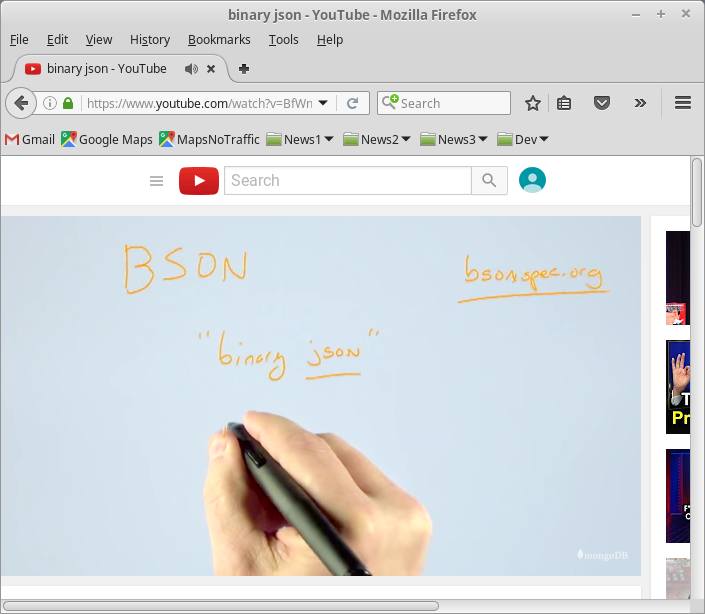 binary json - YouTube - Mozilla Firefox
File Edit View History Bookmarks Tools Help
binary json - YouTube
https://www.youtube.com/watch?v=BfWn Search
Gmail Google Maps MapsNoTraffic News1 News2 News3 Dev
Search
BSON
bsonspec.org
"binary json"
mongoDB
T
Pr